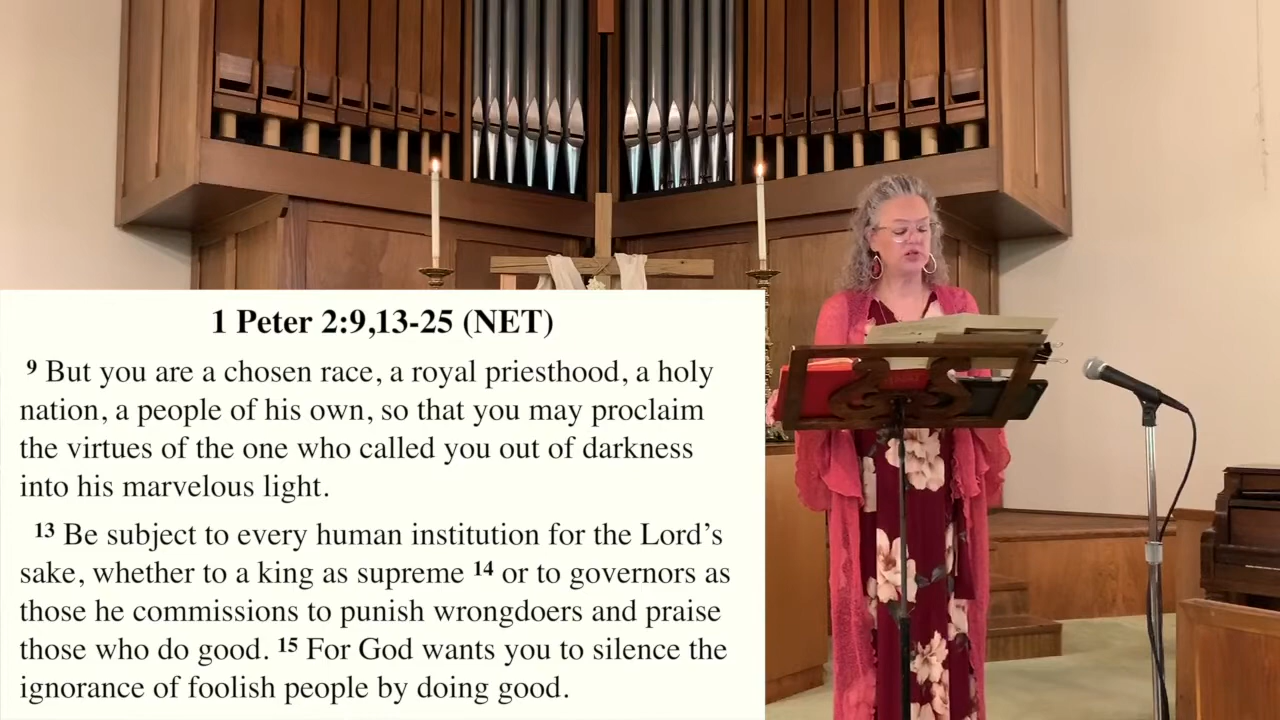 1 Peter 2:9,13-25 (NET)
9 But you are a chosen race, a royal priesthood, a holy
nation, a people of his own, so that you may proclaim
the virtues of the one who called you out of darkness
into his marvelous light.
13 Be subject to every human institution for the Lord’s
sake, whether to a king as supreme 14 or to governors as
those he commissions to punish wrongdoers and praise
those who do good. 15 For God wants you to silence the
ignorance of foolish people by doing good.